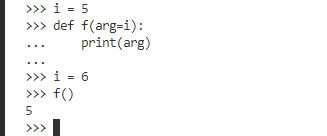 >>> i = 5
>>> def f(arg=i):
...     print(arg)
...
>>> i = 6
>>> f()
5
>>>